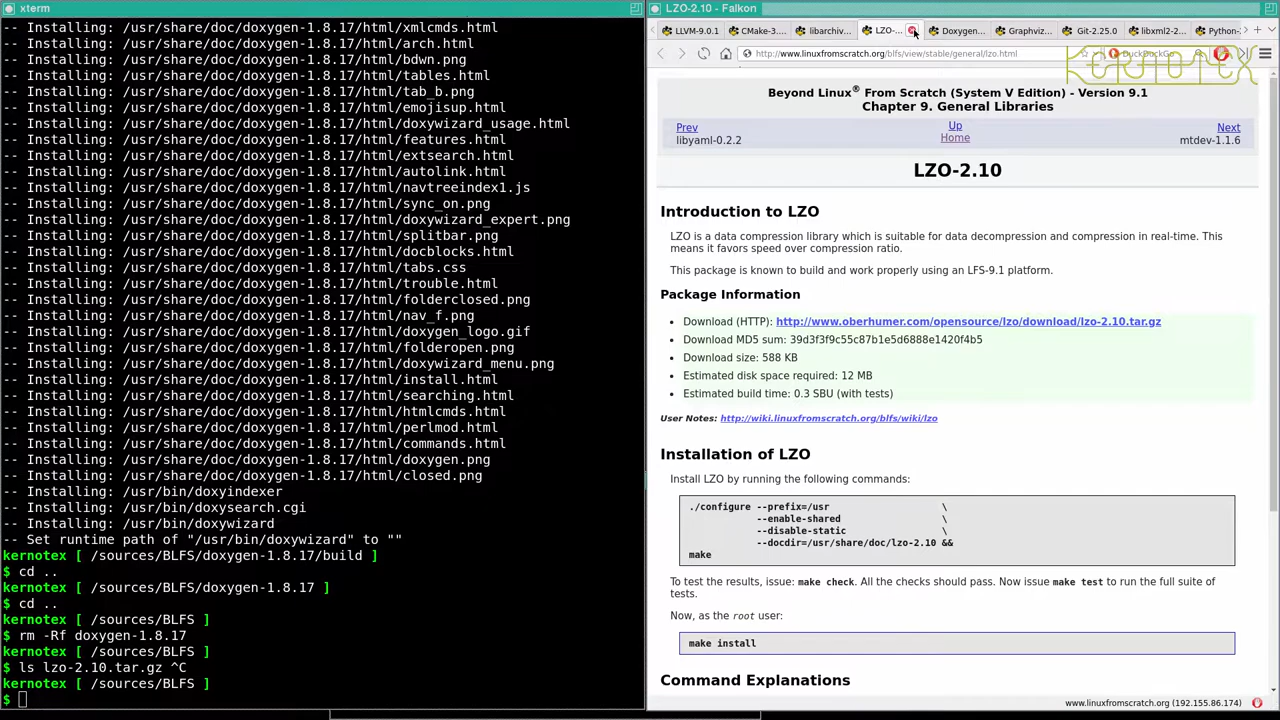 xterm
-- Installing: /usr/share/doc/doxygen-1.8.17/html/xmlcmds.html
-- Installing: /usr/share/doc/doxygen-1.8.17/html/arch.html
-- Installing: /usr/share/doc/doxygen-1.8.17/html/down.png
-- Installing: /usr/share/doc/doxygen-1.8.17/html/tables.html
-- Installing: /usr/share/doc/doxygen-1.8.17/html/tab_b.png
-- Installing: /usr/share/doc/doxygen-1.8.17/html/emojisup.html
-- Installing: /usr/share/doc/doxygen-1.8.17/html/doxywizard_usage.html
-- Installing: /usr/share/doc/doxygen-1.8.17/html/features.html
-- Installing: /usr/share/doc/doxygen-1.8.17/html/extsearch.html
-- Installing: /usr/share/doc/doxygen-1.8.17/html/autolink.html
-- Installing: /usr/share/doc/doxygen-1.8.17/html/navtreeindex1.js
-- Installing: /usr/share/doc/doxygen-1.8.17/html/sync_on.png
-- Installing: /usr/share/doc/doxygen-1.8.17/html/doxywizard_expert.png
-- Installing: /usr/share/doc/doxygen-1.8.17/html/splitbar.png
-- Installing: /usr/share/doc/doxygen-1.8.17/html/docblocks.html
-- Installing: /usr/share/doc/doxygen-1.8.17/html/tabs.css
-- Installing: /usr/share/doc/doxygen-1.8.17/html/trouble.html
-- Installing: /usr/share/doc/doxygen-1.8.17/html/folderclosed.png
-- Installing: /usr/share/doc/doxygen-1.8.17/html/nav_f.png
-- Installing: /usr/share/doc/doxygen-1.8.17/html/doxygen_logo.gif
-- Installing: /usr/share/doc/doxygen-1.8.17/html/folderopen.png
-- Installing: /usr/share/doc/doxygen-1.8.17/html/doxywizard_menu.png
-- Installing: /usr/share/doc/doxygen-1.8.17/html/install.html
-- Installing: /usr/share/doc/doxygen-1.8.17/html/searching.html
-- Installing: /usr/share/doc/doxygen-1.8.17/html/htmlcmds.html
-- Installing: /usr/share/doc/doxygen-1.8.17/html/perlmod.html
-- Installing: /usr/share/doc/doxygen-1.8.17/html/commands.html
-- Installing: /usr/share/doc/doxygen-1.8.17/html/doxygen.png
-- Installing: /usr/share/doc/doxygen-1.8.17/html/closed.png
-- Installing: /usr/bin/doxyindexer
-- Installing: /usr/bin/doxysearch.cgi
-- Installing: /usr/bin/doxywizard
-- Set runtime path of "/usr/bin/doxywizard" to ""
kernotex [ /sources/BLFS/doxygen-1.8.17/build ]
$ cd ..
kernotex [ /sources/BLFS/doxygen-1.8.17 ]
$ cd ..
kernotex [ /sources/BLFS ]
$ rm -Rf doxygen-1.8.17
kernotex [ /sources/BLFS ]
$ ls lzo-2.10.tar.gz ^C
kernotex [ /sources/BLFS ]
$
LZO-2.10 - Falkon
LLVM-9.0.1 CMake-3.... libarchiv... LZO-... Doxygen... Graphviz... Git-2.25.0 libxml2-2... Python-
http://www.linuxfromscratch.org/blfs/view/stable/general/lzo.html DuckDuckGo
KERNOTEX
Beyond Linux® From Scratch (System V Edition) - Version 9.1
Chapter 9. General Libraries
Prev Up Next
libyaml-0.2.2 Home mtdev-1.1.6
LZO-2.10
Introduction to LZO
LZO is a data compression library which is suitable for data decompression and compression in real-time. This
means it favors speed over compression ratio.
This package is known to build and work properly using an LFS-9.1 platform.
Package Information
• Download (HTTP): http://www.oberhumer.com/opensource/lzo/download/lzo-2.10.tar.gz
• Download MD5 sum: 39d3f3f9c55c87b1e5d6888e1420f4b5
• Download size: 588 KB
• Estimated disk space required: 12 MB
• Estimated build time: 0.3 SBU (with tests)
User Notes: http://wiki.linuxfromscratch.org/blfs/wiki/lzo
Installation of LZO
Install LZO by running the following commands:
./configure --prefix=/usr \
--enable-shared \
--disable-static \
--docdir=/usr/share/doc/lzo-2.10 &&
make
To test the results, issue: make check. All the checks should pass. Now issue make test to run the full suite of
tests.
Now, as the root user:
make install
Command Explanations
www.linuxfromscratch.org (192.155.86.174)